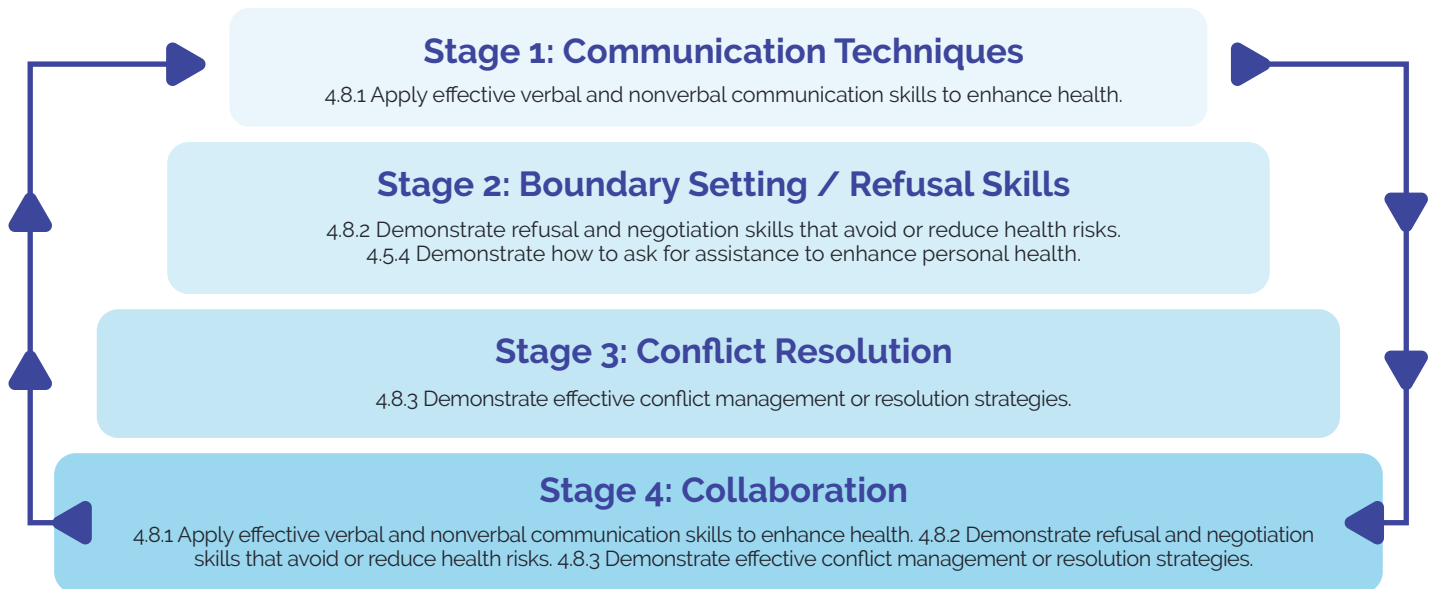 Stage 1: Communication Techniques
4.8.1 Apply effective verbal and nonverbal communication skills to enhance health.
Stage 2: Boundary Setting / Refusal Skills
4.8.2 Demonstrate refusal and negotiation skills that avoid or reduce health risks.
4.5.4 Demonstrate how to ask for assistance to enhance personal health.
Stage 3: Conflict Resolution
4.8.3 Demonstrate effective conflict management or resolution strategies.
Stage 4: Collaboration
4.8.1 Apply effective verbal and nonverbal communication skills to enhance health. 4.8.2 Demonstrate refusal and negotiation
skills that avoid or reduce health risks. 4.8.3 Demonstrate effective conflict management or resolution strategies.